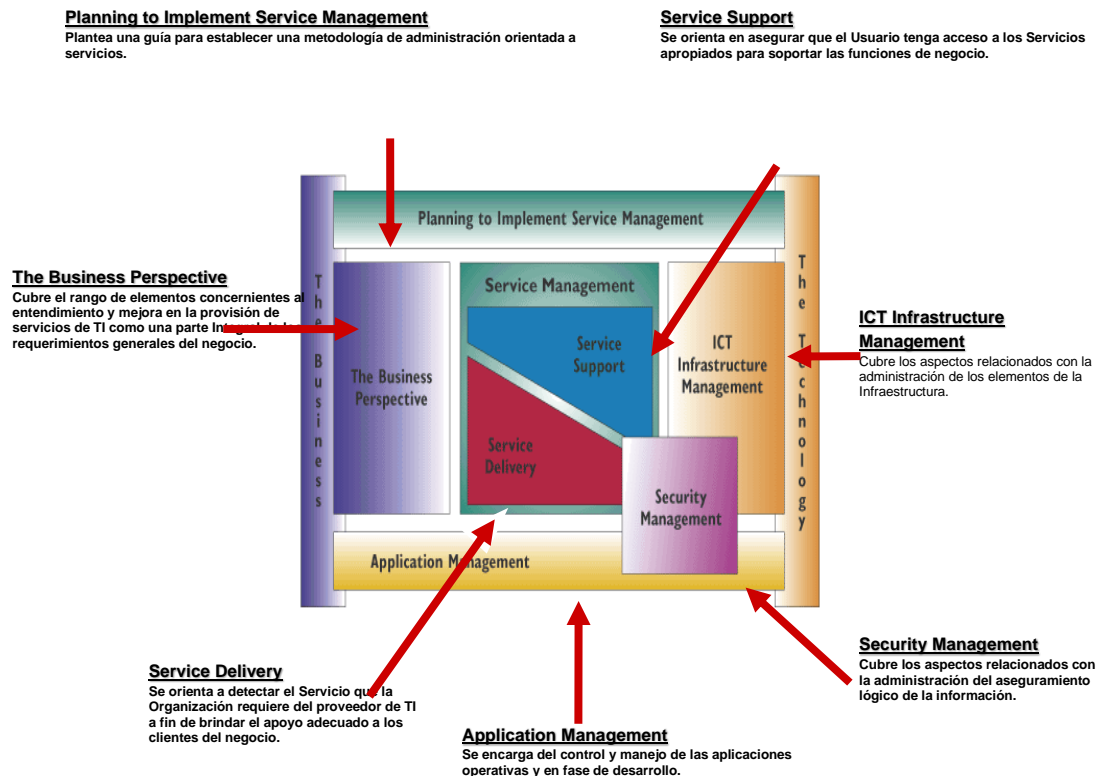 Planning to Implement Service Management
Plantea una guía para establecer una metodología de administración orientada a
servicios.
Service Support
Se orienta en asegurar que el Usuario tenga acceso a los Servicios
apropiados para soportar las funciones de negocio.
Planning to Implement Service Management
The Business Perspective
Cubre el rango de elementos concernientes al
entendimiento y mejora en la provisión de
servicios de TI como una parte Integral de los
requerimientos generales del negocio.
The Business
The Business
Perspective
Service Management
Service
Support
Service
Delivery
ICT
Infrastructure
Management
Security
Management
The Technology
Application Management
ICT Infrastructure
Management
Cubre los aspectos relacionados con la
administración de los elementos de la
Infraestructura.
Service Delivery
Se orienta a detectar el Servicio que la
Organización requiere del proveedor de TI
a fin de brindar el apoyo adecuado a los
clientes del negocio.
Application Management
Se encarga del control y manejo de las aplicaciones
operativas y en fase de desarrollo.
Security Management
Cubre los aspectos relacionados con
la administración del aseguramiento
lógico de la información.